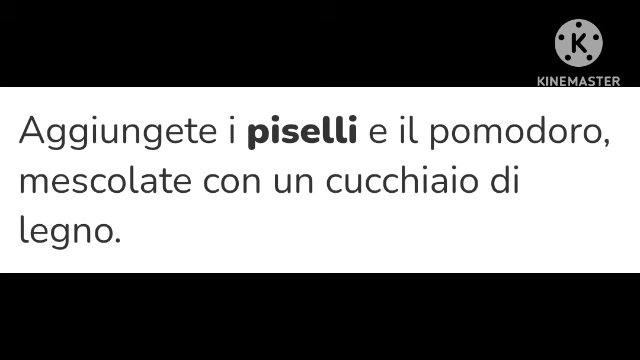 KINEMASTER
Aggiungete i piselli e il pomodoro,
mescolate con un cucchiaio di
legno.